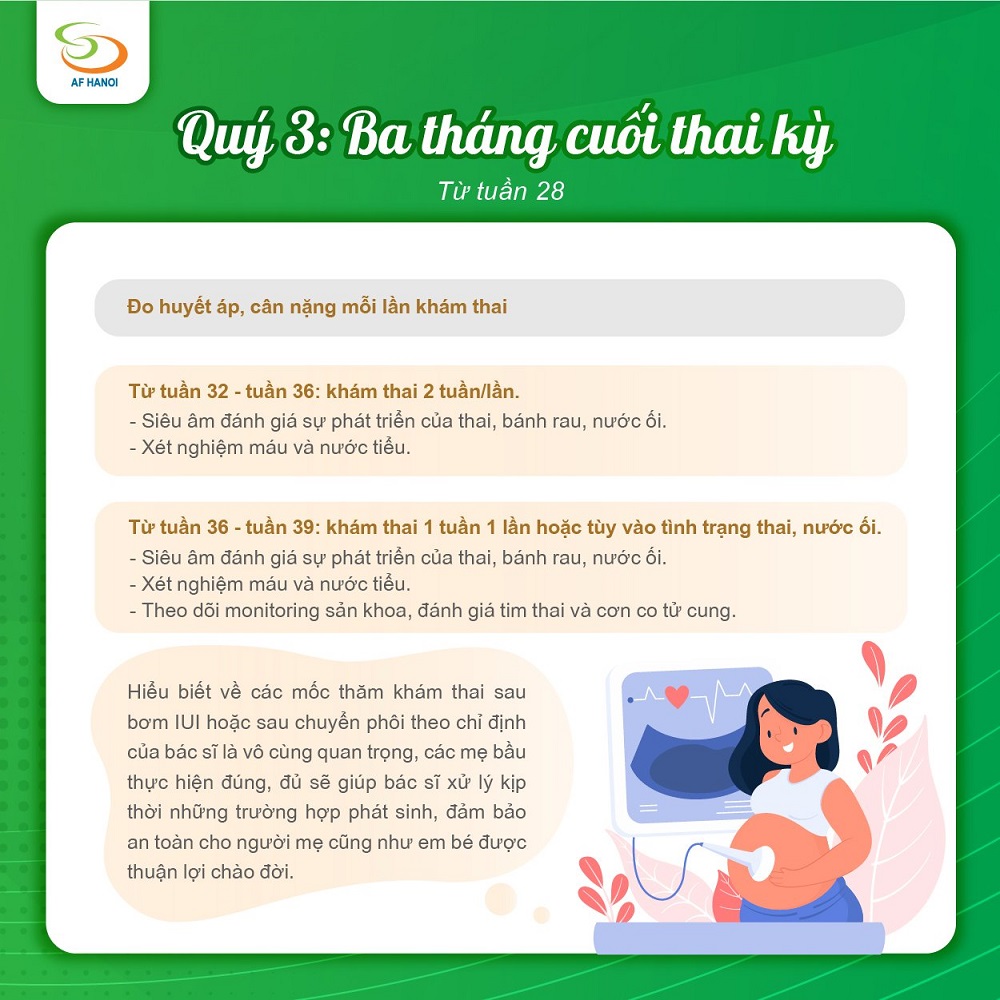 AF HANOI
Quý 3: Ba tháng cuối thai kỳ
Từ tuần 28
Đo huyết áp, cân nặng mỗi lần khám thai
Từ tuần 32 - tuần 36: khám thai 2 tuần/lần.
- Siêu âm đánh giá sự phát triển của thai, bánh rau, nước ối.
- Xét nghiệm máu và nước tiểu.
Từ tuần 36 - tuần 39: khám thai 1 tuần 1 lần hoặc tùy vào tình trạng thai, nước ối.
- Siêu âm đánh giá sự phát triển của thai, bánh rau, nước ối.
- Xét nghiệm máu và nước tiểu.
- Theo dõi monitoring sản khoa, đánh giá tim thai và cơn co tử cung.
Hiểu biết về các mốc thăm khám thai sau
bơm IUI hoặc sau chuyển phôi theo chỉ định
của bác sĩ là vô cùng quan trọng, các mẹ bầu
thực hiện đúng, đủ sẽ giúp bác sĩ xử lý kịp
thời những trường hợp phát sinh, đảm bảo
an toàn cho người mẹ cũng như em bé được
thuận lợi chào đời.